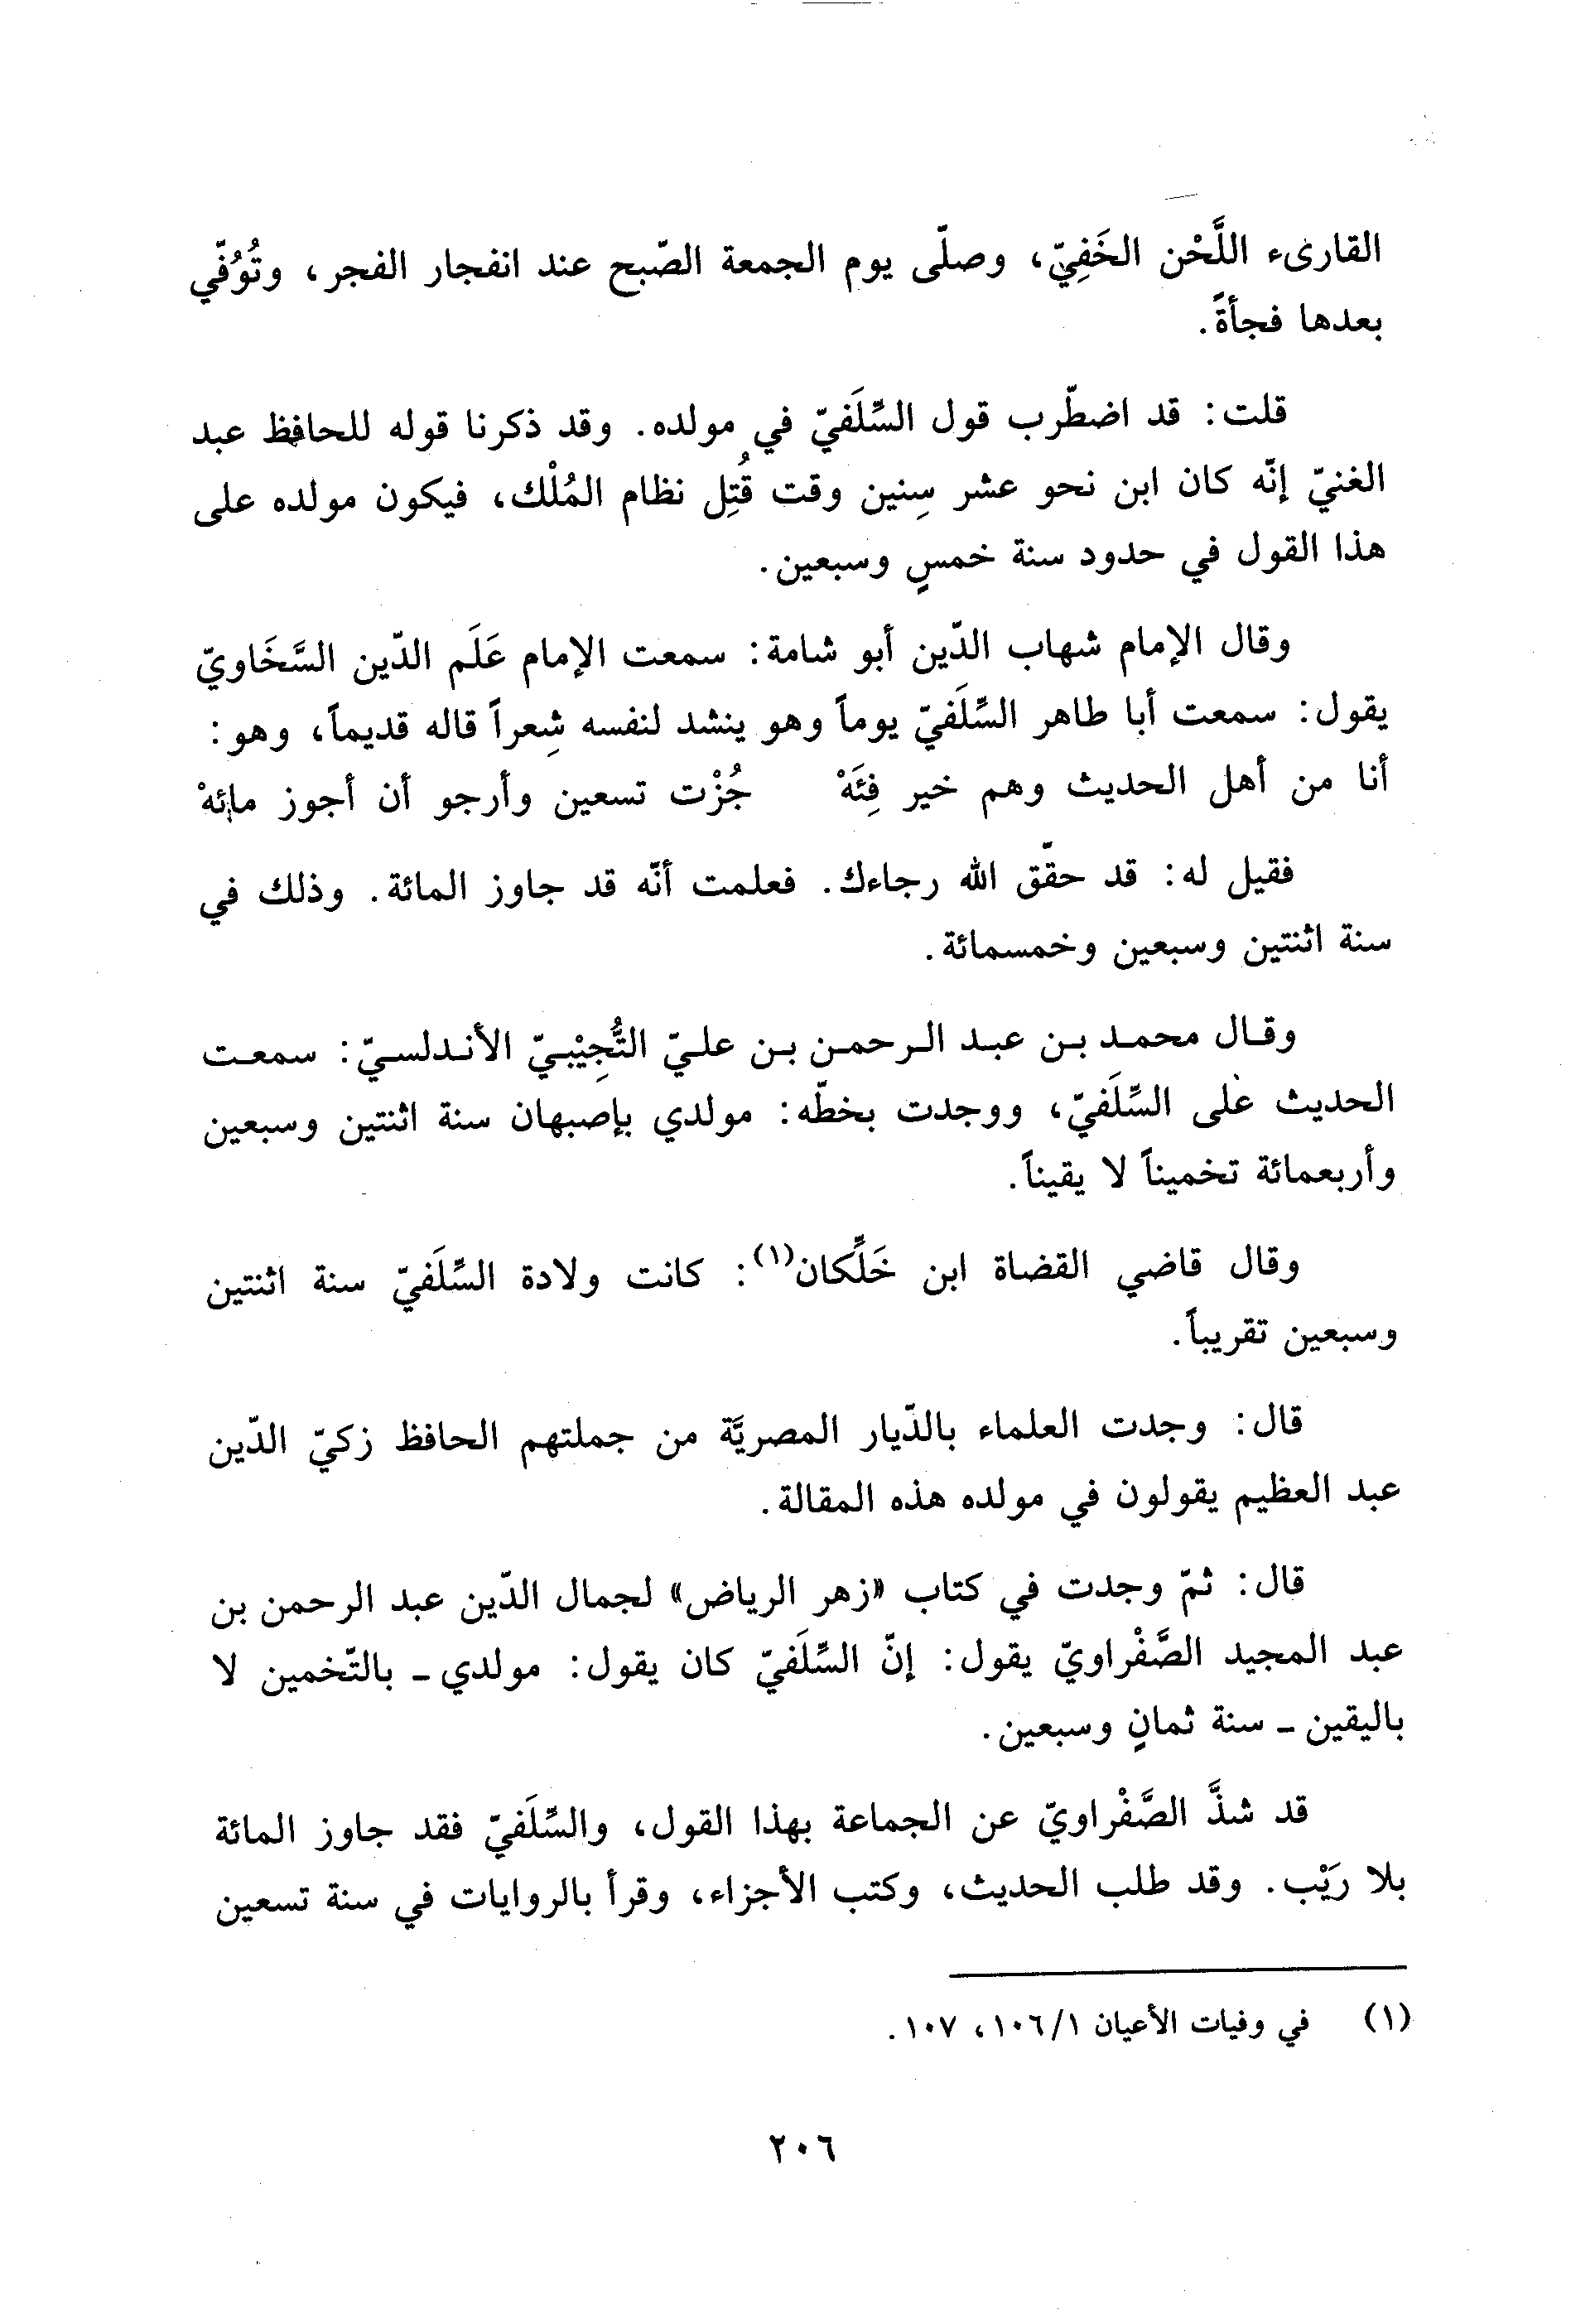 القارىء اللَّحْن الخَفِيّ، وصلّى يوم الجمعة الصّبح عند انفجار الفجر، وتُوُفّي
بعدها فجأةً.
قلت: قد اضطّرب قول السِّلَفيّ في مولده. وقد ذكرنا قوله للحافظ عبد
الغنيّ إنّه كان ابن نحو عشر سِنين وقت قُتِل نظام المُلْك، فيكون مولده على
هذا القول في حدود سنة خمسٍ وسبعين.
وقال الإمام شهاب الدّين أبو شامة: سمعت الإمام عَلَم الدّين السَّخَاويّ
يقول: سمعت أبا طاهر السِّلَفيّ يوماً وهو ينشد لنفسه شِعراً قاله قديماً، وهو:
أنا من أهل الحديث وهم خير فِئَهْ جُزْت تسعين وأرجو أن أجوز مائهْ
فقيل له: قد حقّق الله رجاءك. فعلمت أنّه قد جاوز المائة. وذلك في
سنة اثنتين وسبعين وخمسمائة.
وقال محمد بن عبد الرحمن بن عليّ التُّجِيْبيّ الأندلسيّ: سمعت
الحديث على السِّلَفيّ، ووجدت بخطّه: مولدي بإصبهان سنة اثنتين وسبعين
وأربعمائة تخميناً لا يقيناً.
وقال قاضي القضاة ابن خَلِّكان(١): كانت ولادة السِّلَفيّ سنة اثنتين
وسبعين تقريباً.
قال: وجدت العلماء بالدّيار المصريَّة من جملتهم الحافظ زكيّ الدّين
عبد العظيم يقولون في مولده هذه المقالة.
قال: ثمّ وجدت في كتاب «زهر الرياض» لجمال الدّين عبد الرحمن بن
عبد المجيد الصَّفْراويّ يقول: إنّ السِّلَفيّ كان يقول: مولدي ـ بالتّخمين لا
باليقين ـ سنة ثمانٍ وسبعين.
قد شذَّ الصَّفْراويّ عن الجماعة بهذا القول، والسِّلَفيّ فقد جاوز المائة
بلا رَيْب. وقد طلب الحديث، وكتب الأجزاء، وقرأ بالروايات في سنة تسعين
(١) في وفيات الأعيان ١/١٠٦، ١٠٧.
٢٠٦